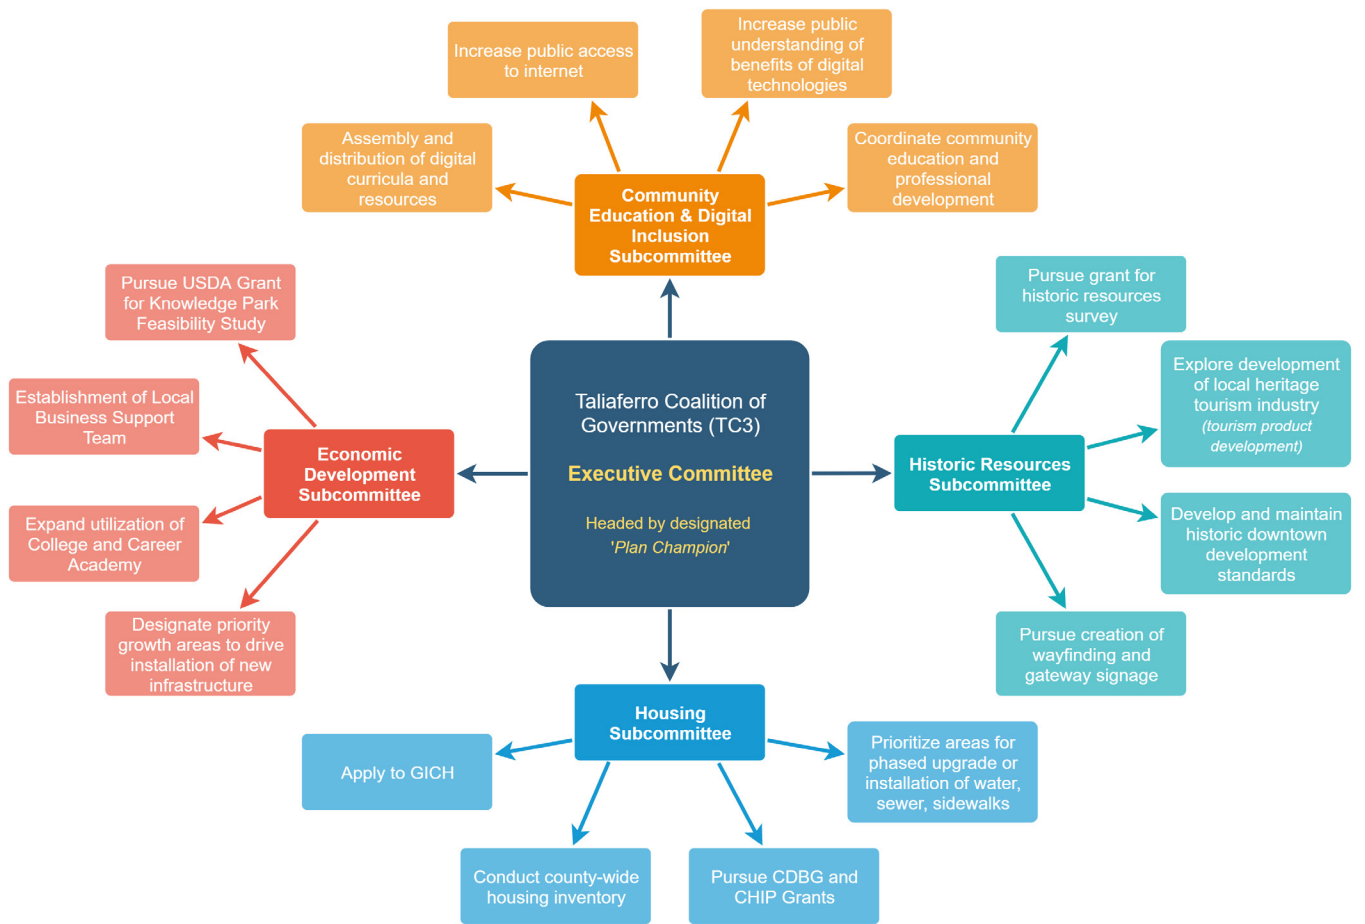 Increase public access
to internet
Increase public
understanding of
benefits of digital
technologies
Assembly and
distribution of digital
curricula and
resources
Coordinate community
education and
professional
development
Community
Education & Digital
Inclusion
Subcommittee
Pursue USDA Grant
for Knowledge Park
Feasibility Study
Establishment of Local
Business Support
Team
Economic
Development
Subcommittee
Expand utilization of
College and Career
Academy
Designate priority
growth areas to drive
installation of new
infrastructure
Taliaferro Coalition of
Governments (TC3)
Executive Committee
Headed by designated
'Plan Champion'
Pursue grant for
historic resources
survey
Explore development
of local heritage
tourism industry
(tourism product
development)
Historic Resources
Subcommittee
Develop and maintain
historic downtown
development
standards
Pursue creation of
wayfinding and
gateway signage
Housing
Subcommittee
Apply to GICH
Prioritize areas for
phased upgrade or
installation of water,
sewer, sidewalks
Conduct county-wide
housing inventory
Pursue CDBG and
CHIP Grants